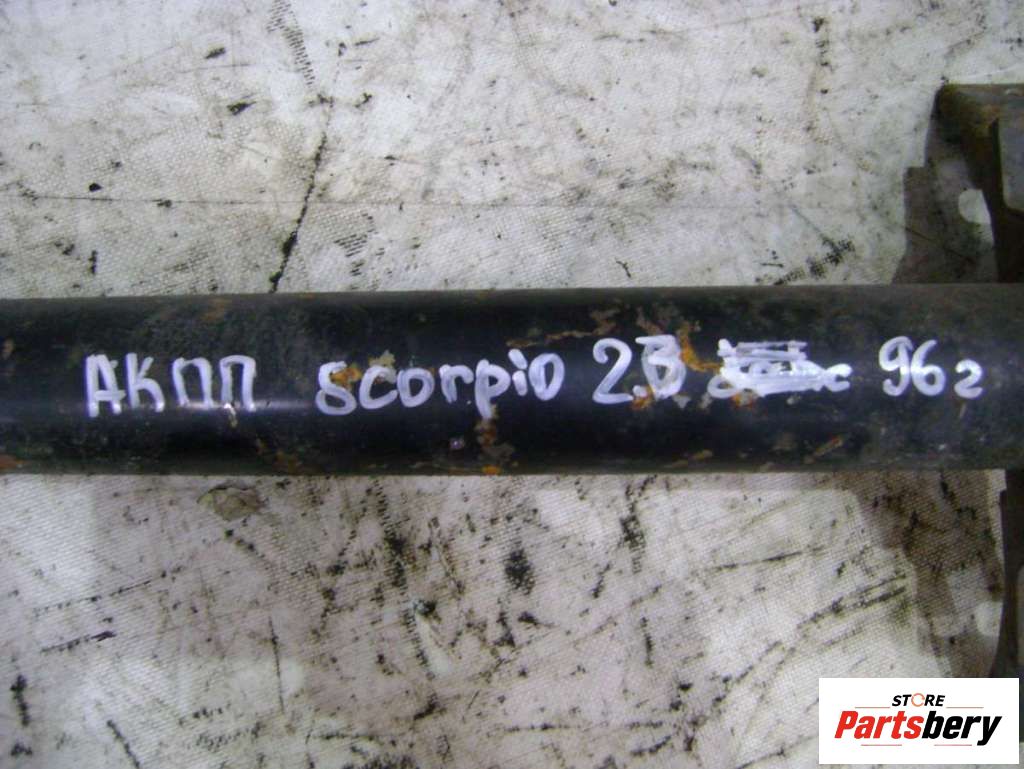 АКПП scorpio 2.3 96г
STORE
Partsbery